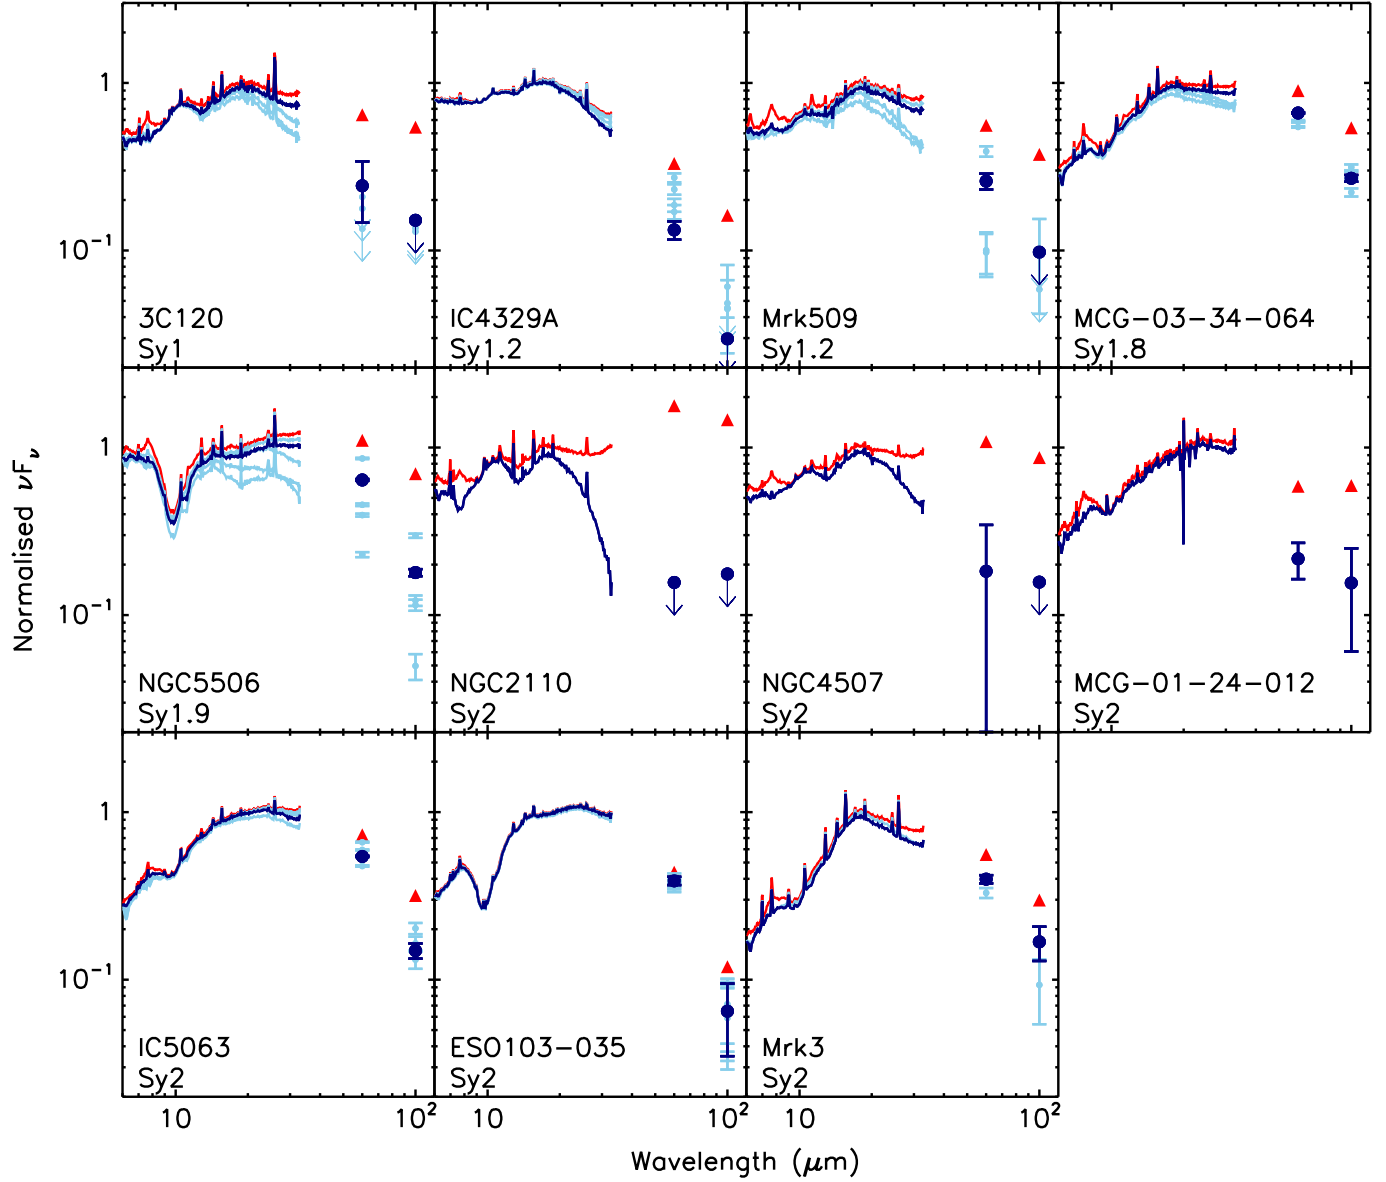 1
10⁻¹
3C120
Sy1
IC4329A
Sy1.2
Mrk509
Sy1.2
MCG-03-34-064
Sy1.8
Normalised νFν
1
10⁻¹
NGC5506
Sy1.9
NGC2110
Sy2
NGC4507
Sy2
MCG-01-24-012
Sy2
1
10⁻¹
IC5063
Sy2
ESO103-035
Sy2
Mrk3
Sy2
10 10² 10 10² 10 10²
Wavelength (μm)